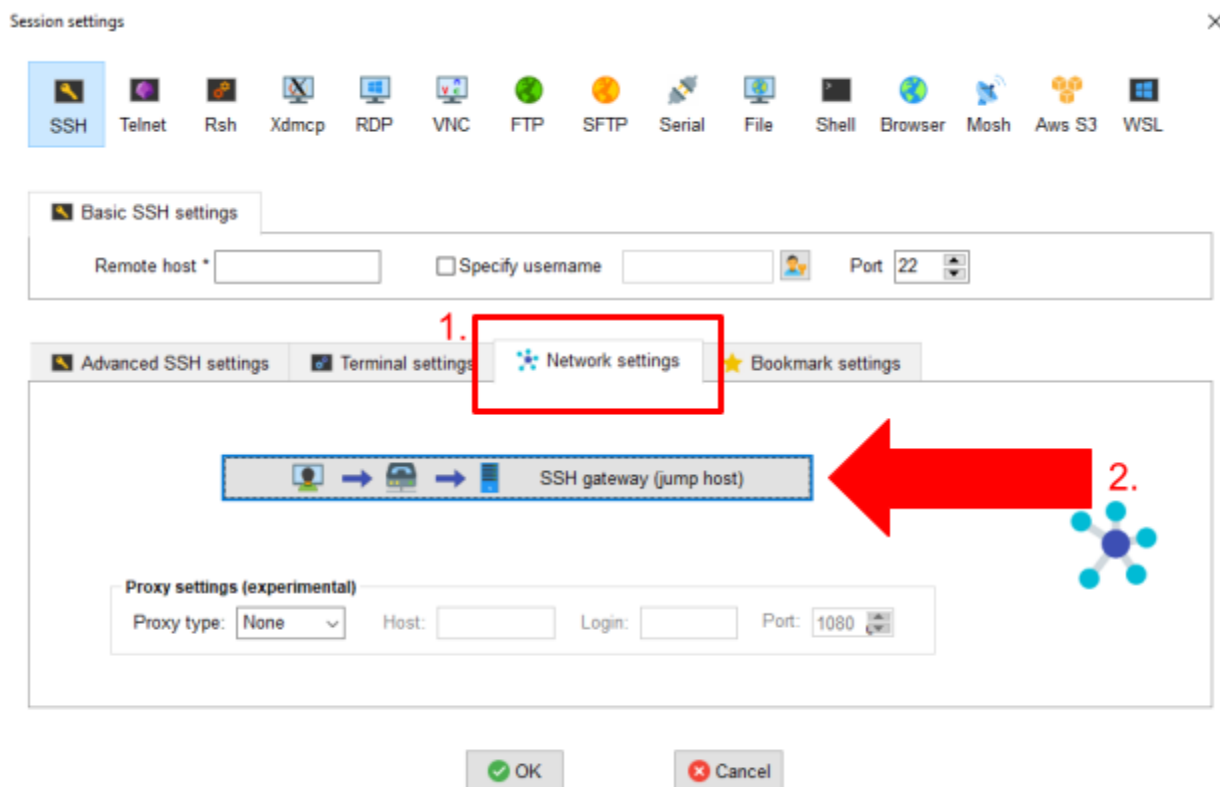 Session settings
SSH Telnet Rsh Xdmcp RDP VNC FTP SFTP Serial File Shell Browser Mosh Aws S3 WSL
Basic SSH settings
Remote host * Specify username Port 22
1.
Advanced SSH settings Terminal settings Network settings Bookmark settings
SSH gateway (jump host)
2.
Proxy settings (experimental)
Proxy type: None Host: Login: Port: 1080
OK Cancel